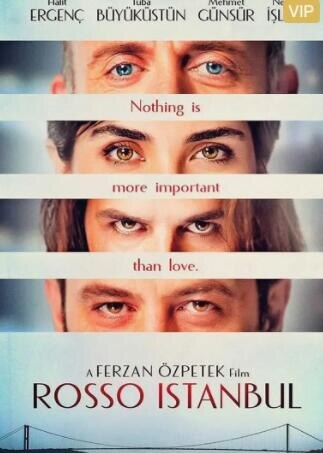 Halit Tuba Mehmet
ERGENÇ BÜYÜKÜSTÜN GÜNSÜR
VIP
Nothing is
more important
than love.
A FERZAN ÖZPETEK Film
ROSSO ISTANBUL